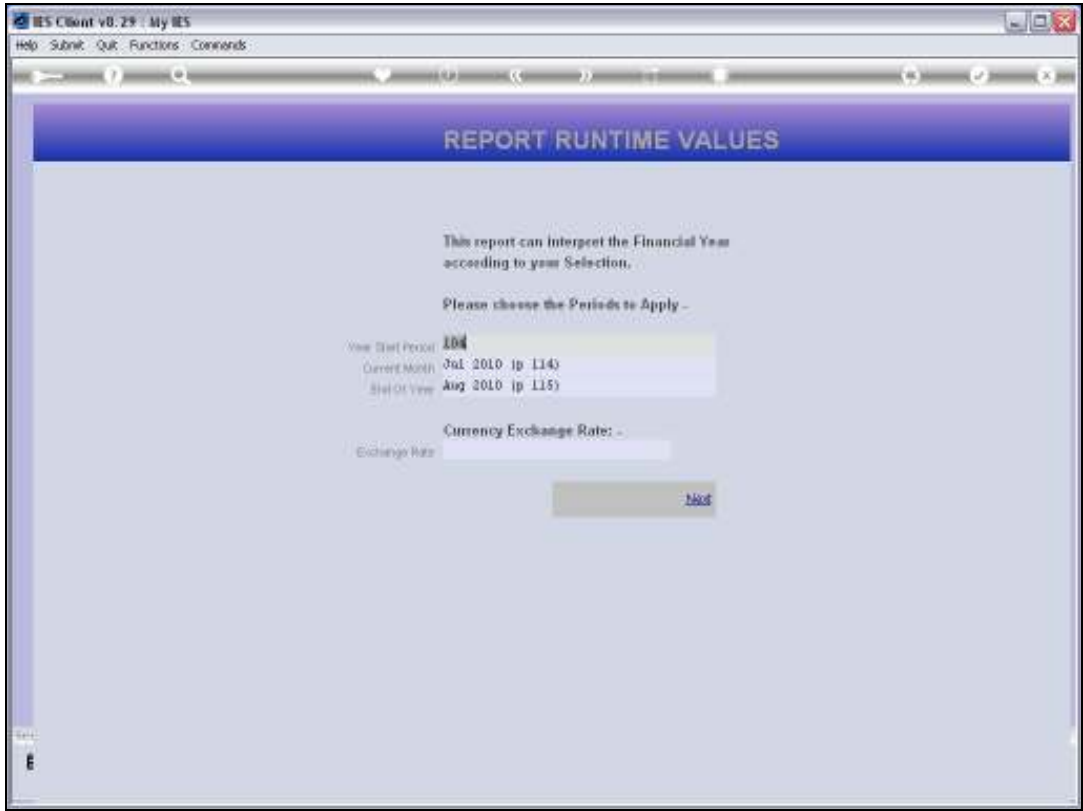 IES Client v8.29 : My IES
Help Submit Quit Functions Commands
REPORT RUNTIME VALUES
This report can interpret the Financial Year
according to your Selection.
Please choose the Periods to Apply -
Year Start Period 104
Current Month Jul 2010 (p 114)
End Of Year Aug 2010 (p 115)
Currency Exchange Rate: -
Exchange Rate
Next